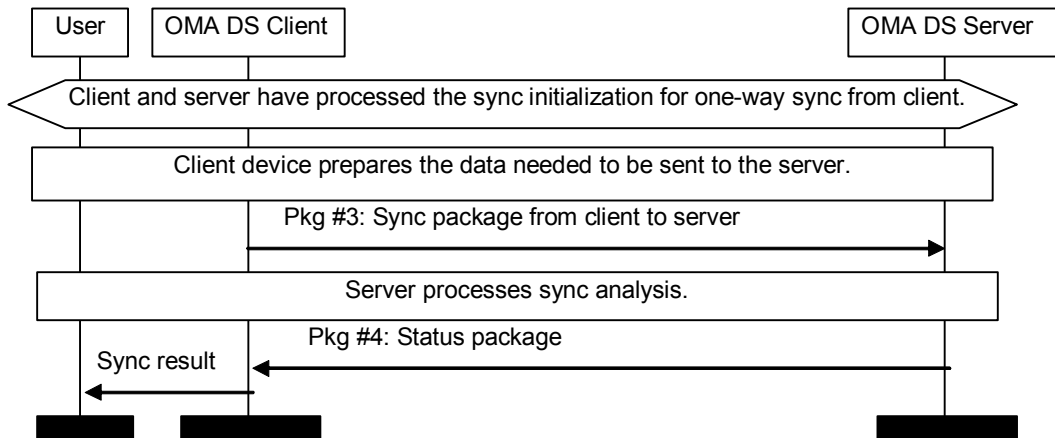 User
OMA DS Client
OMA DS Server
Client and server have processed the sync initialization for one-way sync from client.
Client device prepares the data needed to be sent to the server.
Pkg #3: Sync package from client to server
Server processes sync analysis.
Pkg #4: Status package
Sync result